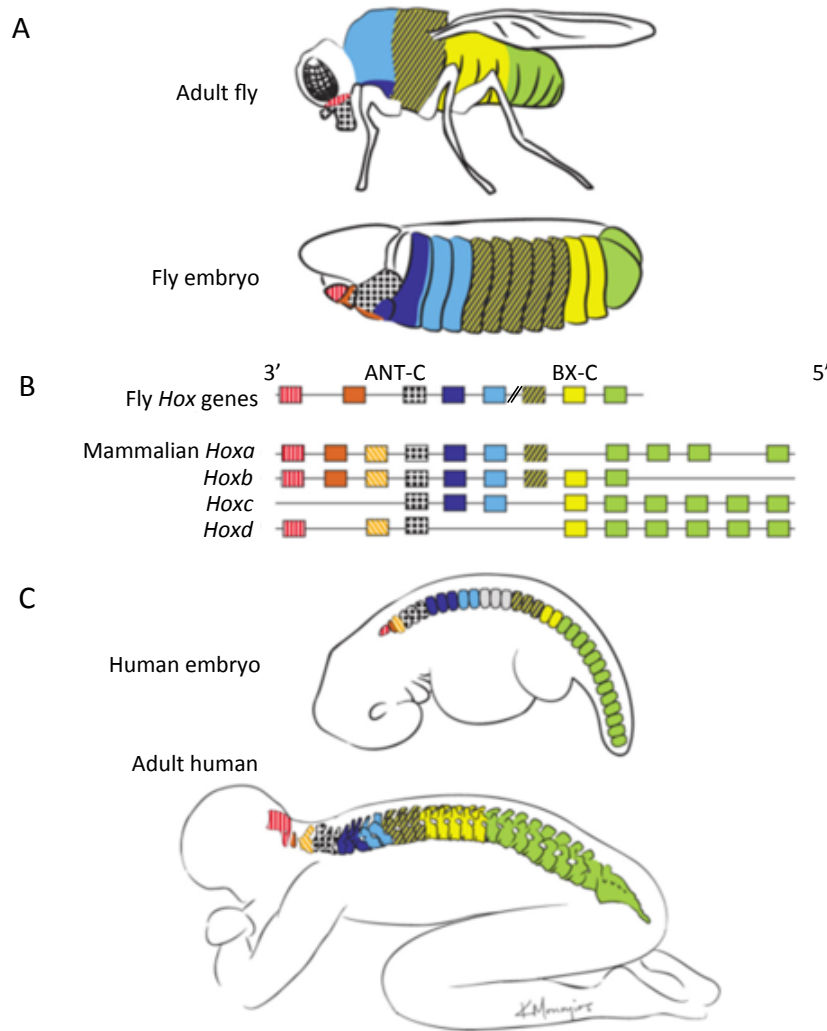 A
Adult fly
Fly embryo
3’ ANT-C BX-C 5’
B
Fly Hox genes
Mammalian Hoxa
Hoxb
Hoxc
Hoxd
C
Human embryo
Adult human